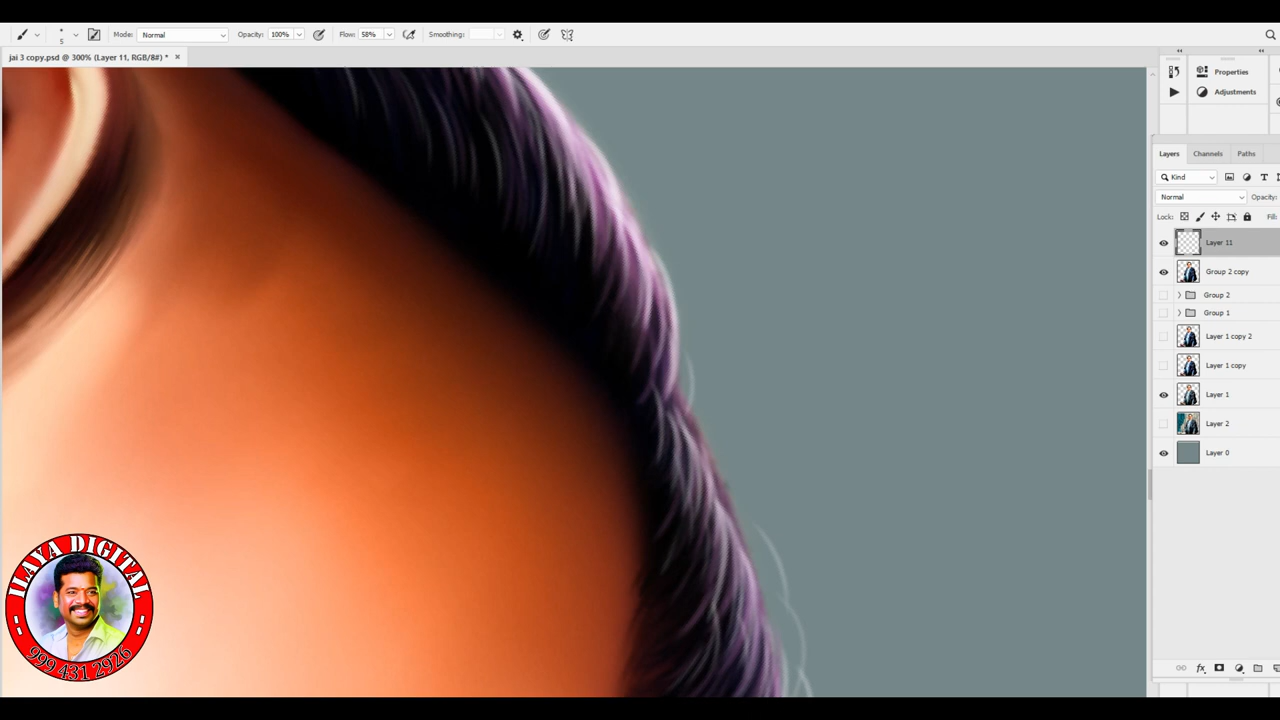 5
Mode: Normal
Opacity: 100%
Flow: 58%
Smoothing:
jai 3 copy.psd @ 300% (Layer 11, RGB/8#) *
Properties
Adjustments
Layers Channels Paths
Kind
Normal
Opacity:
Lock:
Fill:
Layer 11
Group 2 copy
Group 2
Group 1
Layer 1 copy 2
Layer 1 copy
Layer 1
Layer 2
Layer 0
fx
ILAYA DIGITAL
999 431 2926